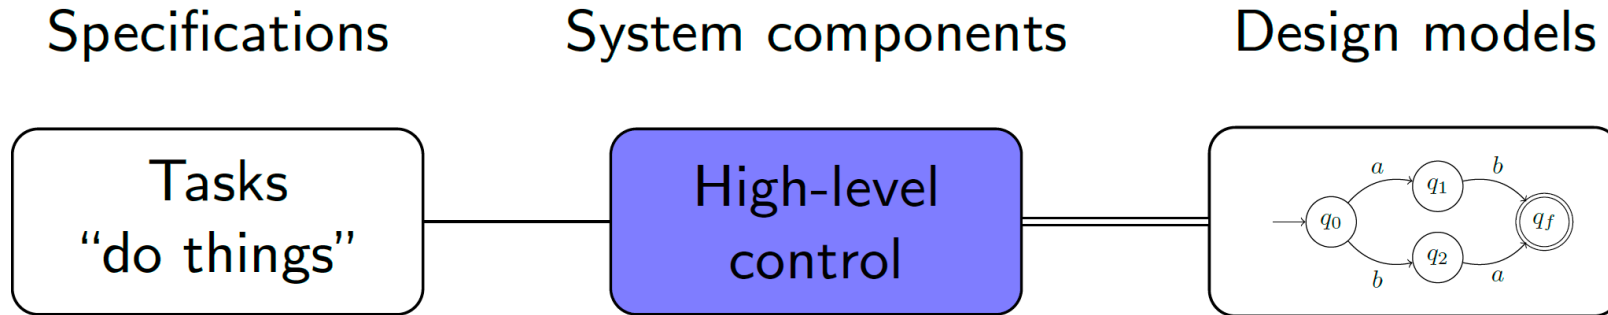 Specifications
System components
Design models
Tasks
“do things”
High-level
control
a
q1
b
q0
qf
q2
b
a